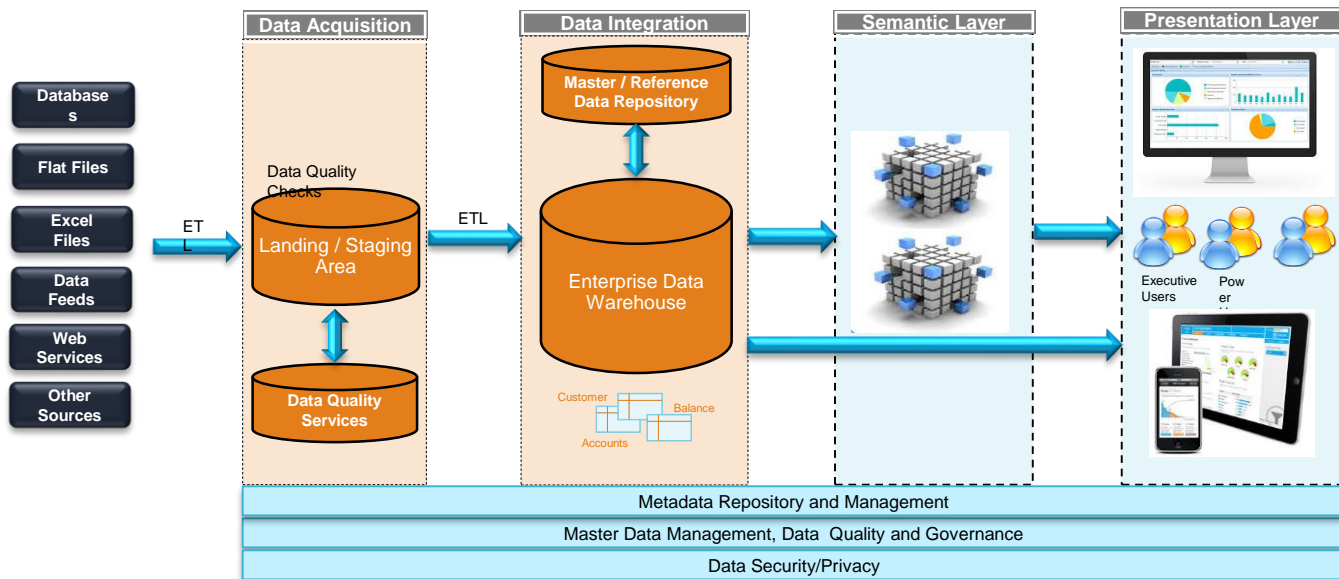 Data Acquisition
Data Integration
Semantic Layer
Presentation Layer
Database
s
Flat Files
Excel
Files
Data
Feeds
Web
Services
Other
Sources
ET
L
Data Quality
Checks
Landing / Staging
Area
Data Quality
Services
ETL
Master / Reference
Data Repository
Enterprise Data
Warehouse
Customer
Balance
Accounts
Executive
Users
Pow
er
Metadata Repository and Management
Master Data Management, Data  Quality and Governance
Data Security/Privacy